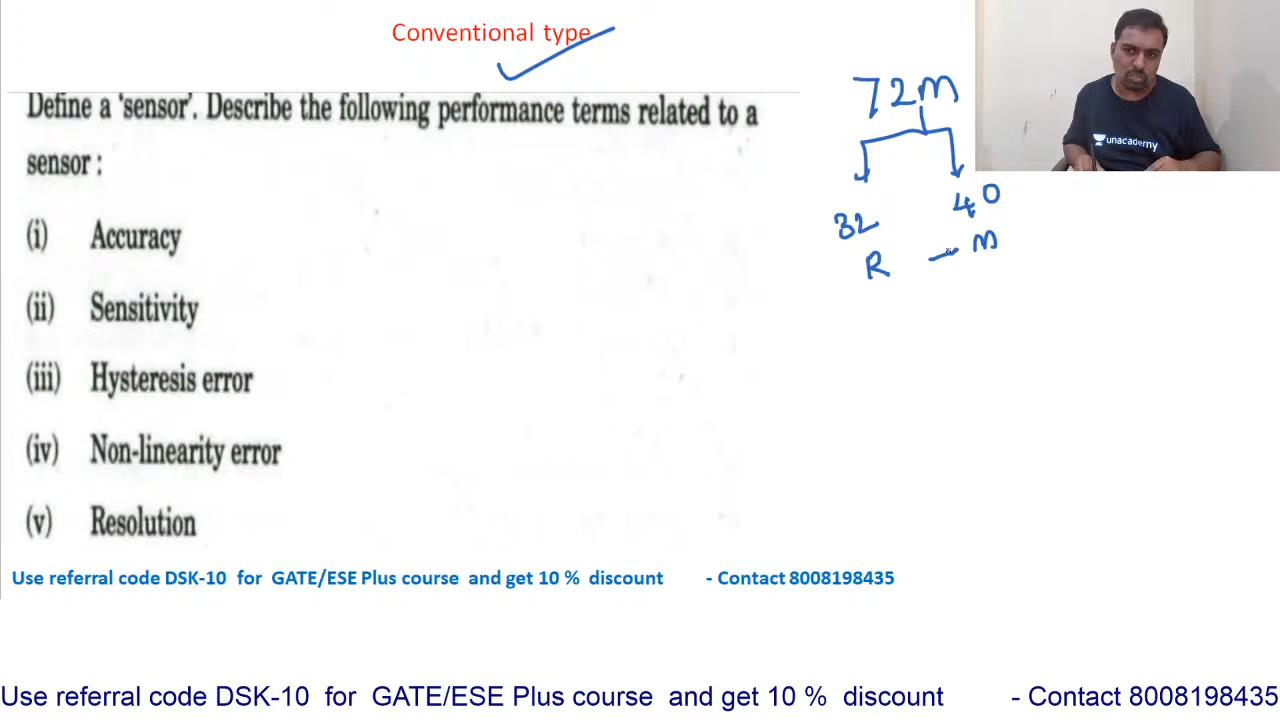 Conventional type
Define a 'sensor'. Describe the following performance terms related to a
sensor :
(i) Accuracy
(ii) Sensitivity
(iii) Hysteresis error
(iv) Non-linearity error
(v) Resolution
72M
32 40
R - M
unacademy
Use referral code DSK-10 for GATE/ESE Plus course and get 10 % discount - Contact 8008198435
Use referral code DSK-10 for GATE/ESE Plus course and get 10 % discount - Contact 8008198435